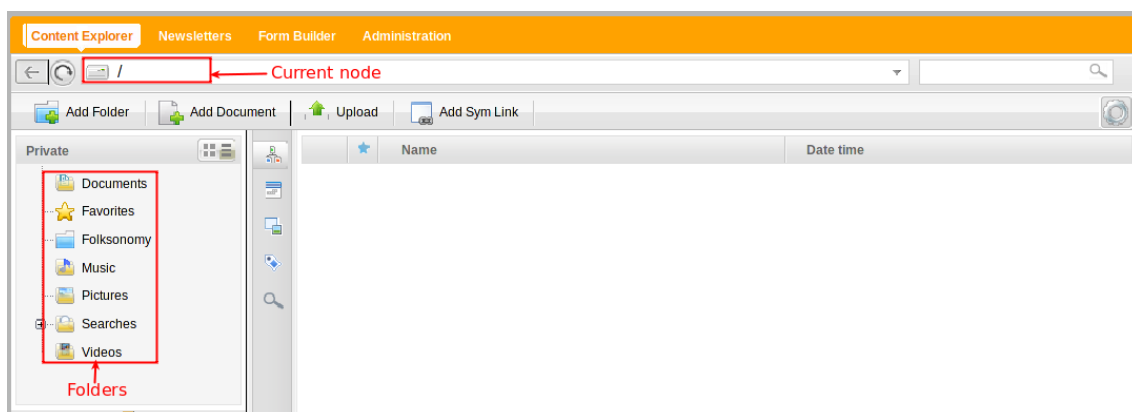 Content Explorer Newsletters Form Builder Administration
/ Current node
Add Folder Add Document Upload Add Sym Link
Private Name Date time
Documents
Favorites
Folksonomy
Music
Pictures
Searches
Videos
Folders